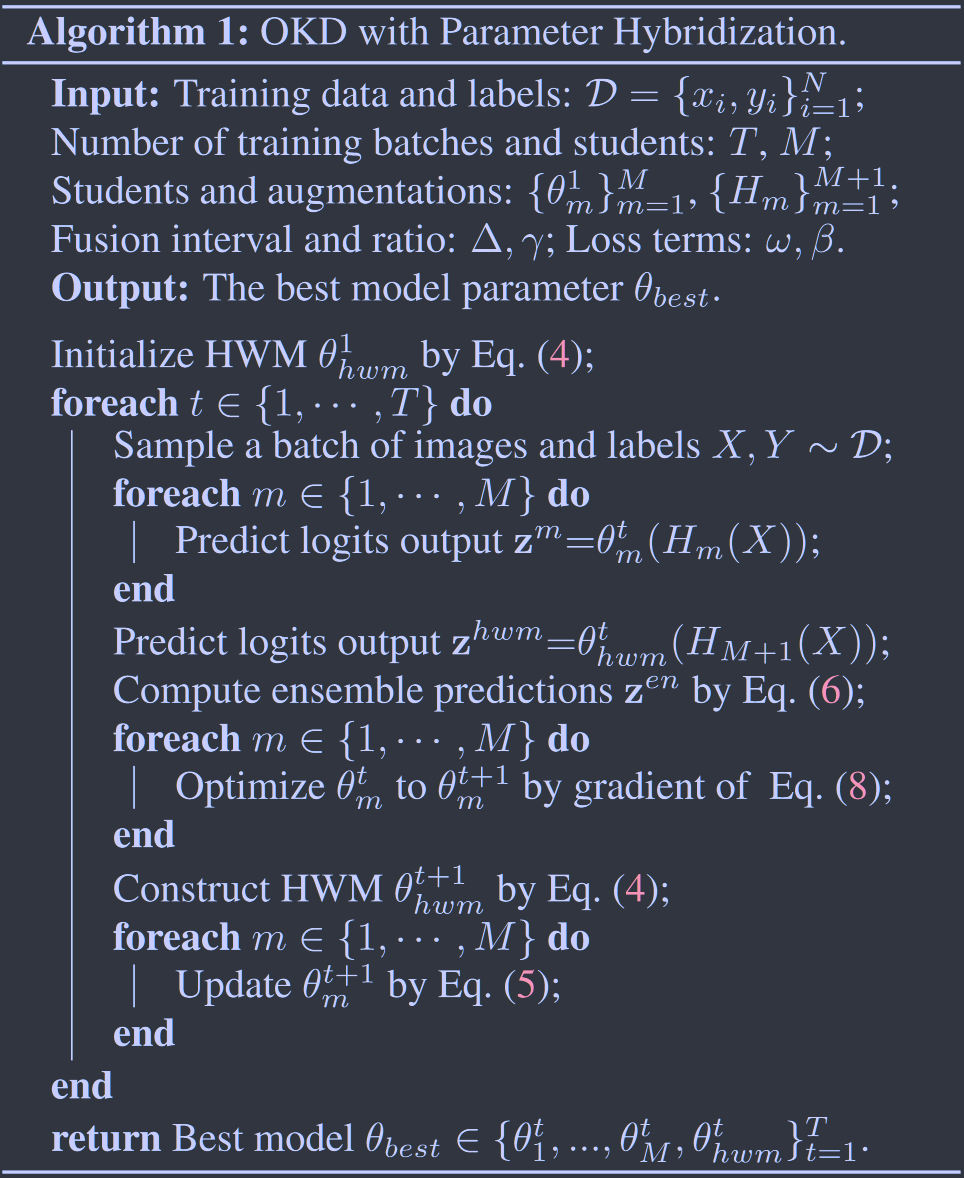 Algorithm 1: OKD with Parameter Hybridization.
Input: Training data and labels: $\mathcal{D} = \{x_i, y_i\}_{i=1}^{N}$;
Number of training batches and students: $T$, $M$;
Students and augmentations: $\{\theta_m^1\}_{m=1}^{M}$, $\{H_m\}_{m=1}^{M+1}$;
Fusion interval and ratio: $\Delta, \gamma$; Loss terms: $\omega, \beta$.
Output: The best model parameter $\theta_{best}$.
Initialize HWM $\theta_{hwm}^1$ by Eq. (4);
foreach $t \in \{1, \cdots, T\}$ do
Sample a batch of images and labels $X, Y \sim \mathcal{D}$;
foreach $m \in \{1, \cdots, M\}$ do
Predict logits output $\mathbf{z}^m = \theta_m^t(H_m(X))$;
end
Predict logits output $\mathbf{z}^{hwm} = \theta_{hwm}^t(H_{M+1}(X))$;
Compute ensemble predictions $\mathbf{z}^{en}$ by Eq. (6);
foreach $m \in \{1, \cdots, M\}$ do
Optimize $\theta_m^t$ to $\theta_m^{t+1}$ by gradient of Eq. (8);
end
Construct HWM $\theta_{hwm}^{t+1}$ by Eq. (4);
foreach $m \in \{1, \cdots, M\}$ do
Update $\theta_m^{t+1}$ by Eq. (5);
end
end
return Best model $\theta_{best} \in \{\theta_1^t, ..., \theta_M^t, \theta_{hwm}^t\}_{t=1}^{T}$.